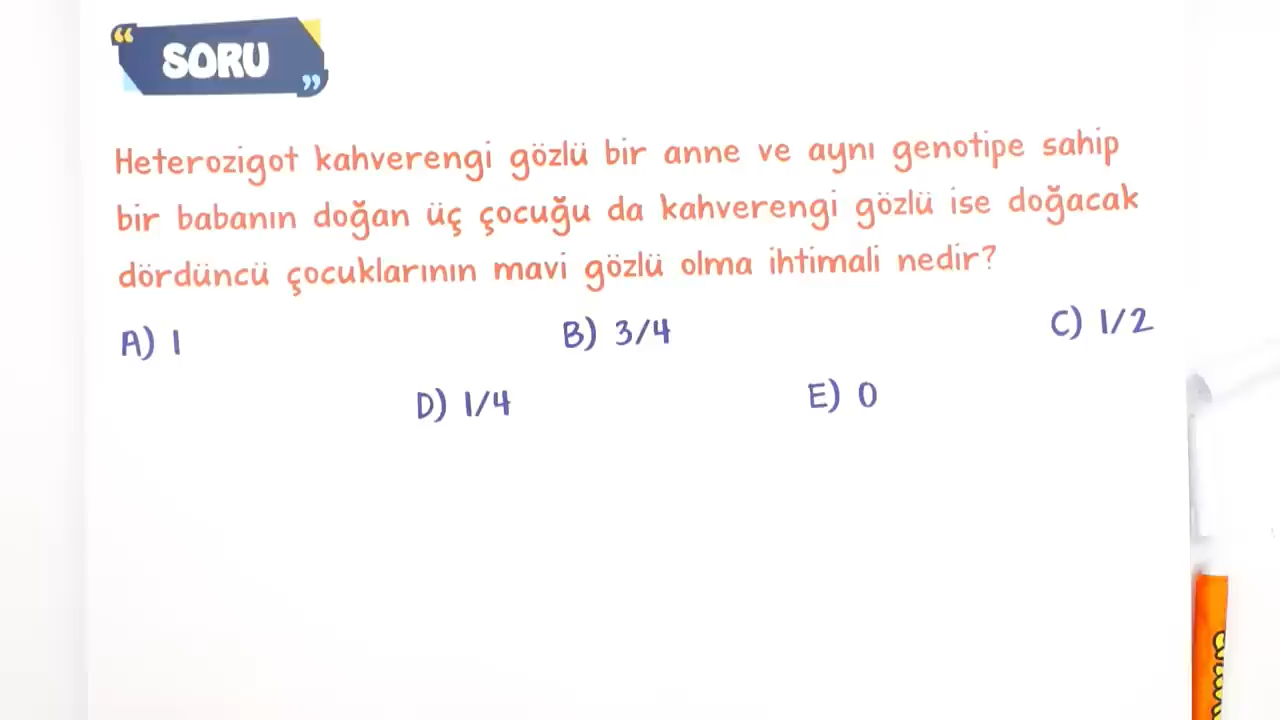 SORU
Heterozigot kahverengi gözlü bir anne ve aynı genotipe sahip
bir babanın doğan üç çocuğu da kahverengi gözlü ise doğacak
dördüncü çocuklarının mavi gözlü olma ihtimali nedir?
A) 1 B) 3/4 C) 1/2
D) 1/4 E) 0